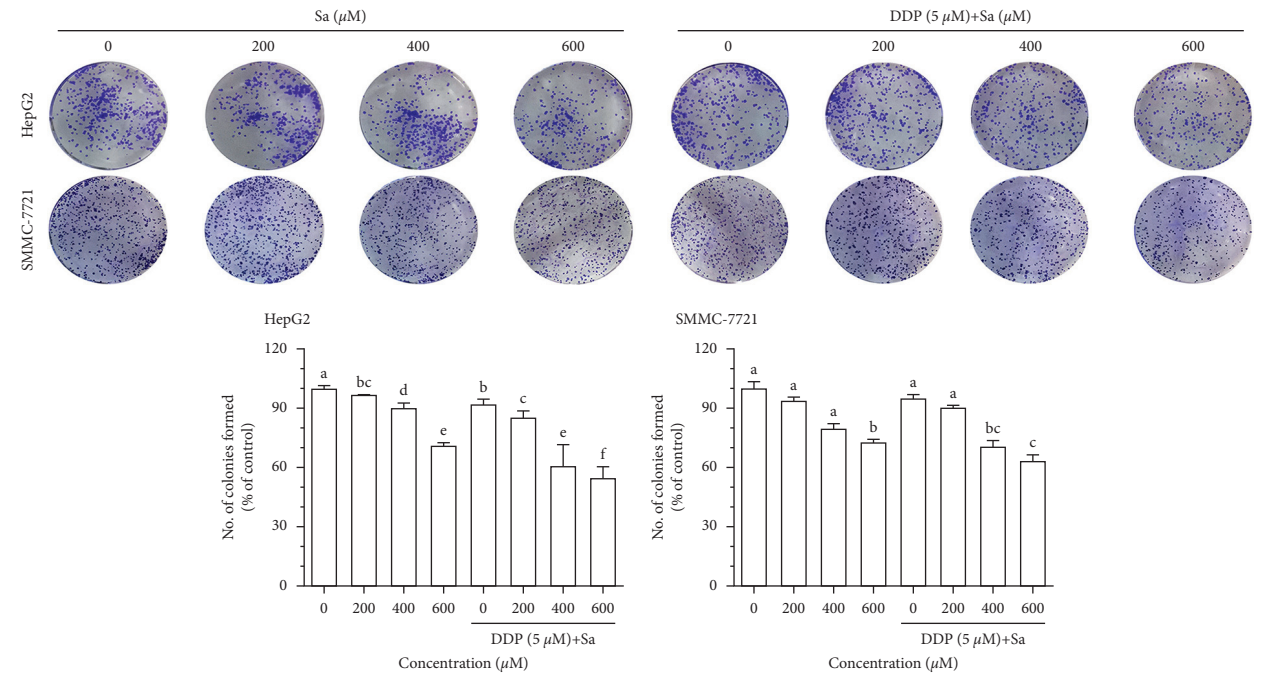 Sa (μM)
DDP (5 μM)+Sa (μM)
0 200 400 600 0 200 400 600
HepG2
SMMC-7721
HepG2
120
90
60
30
0
No. of colonies formed
(% of control)
a bc d e b c e f
0 200 400 600 0 200 400 600
DDP (5 μM)+Sa
Concentration (μM)
SMMC-7721
120
90
60
30
0
No. of colonies formed
(% of control)
a a a b a a bc c
0 200 400 600 0 200 400 600
DDP (5 μM)+Sa
Concentration (μM)